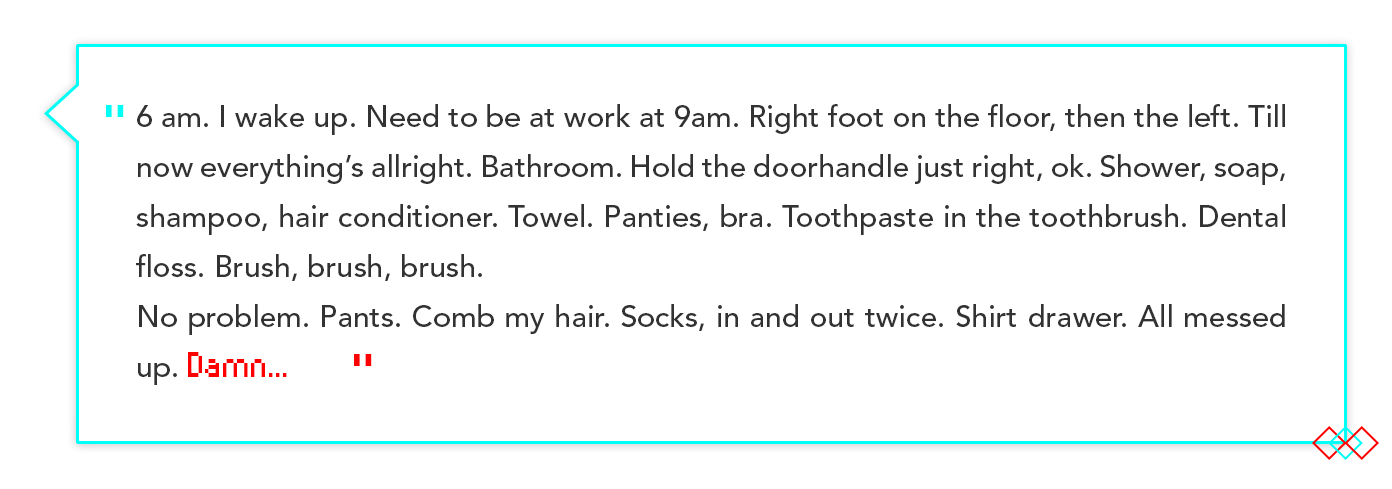 " 6 am. I wake up. Need to be at work at 9am. Right foot on the floor, then the left. Till
now everything’s allright. Bathroom. Hold the doorhandle just right, ok. Shower, soap,
shampoo, hair conditioner. Towel. Panties, bra. Toothpaste in the toothbrush. Dental
floss. Brush, brush, brush.
No problem. Pants. Comb my hair. Socks, in and out twice. Shirt drawer. All messed
up. Damn... "